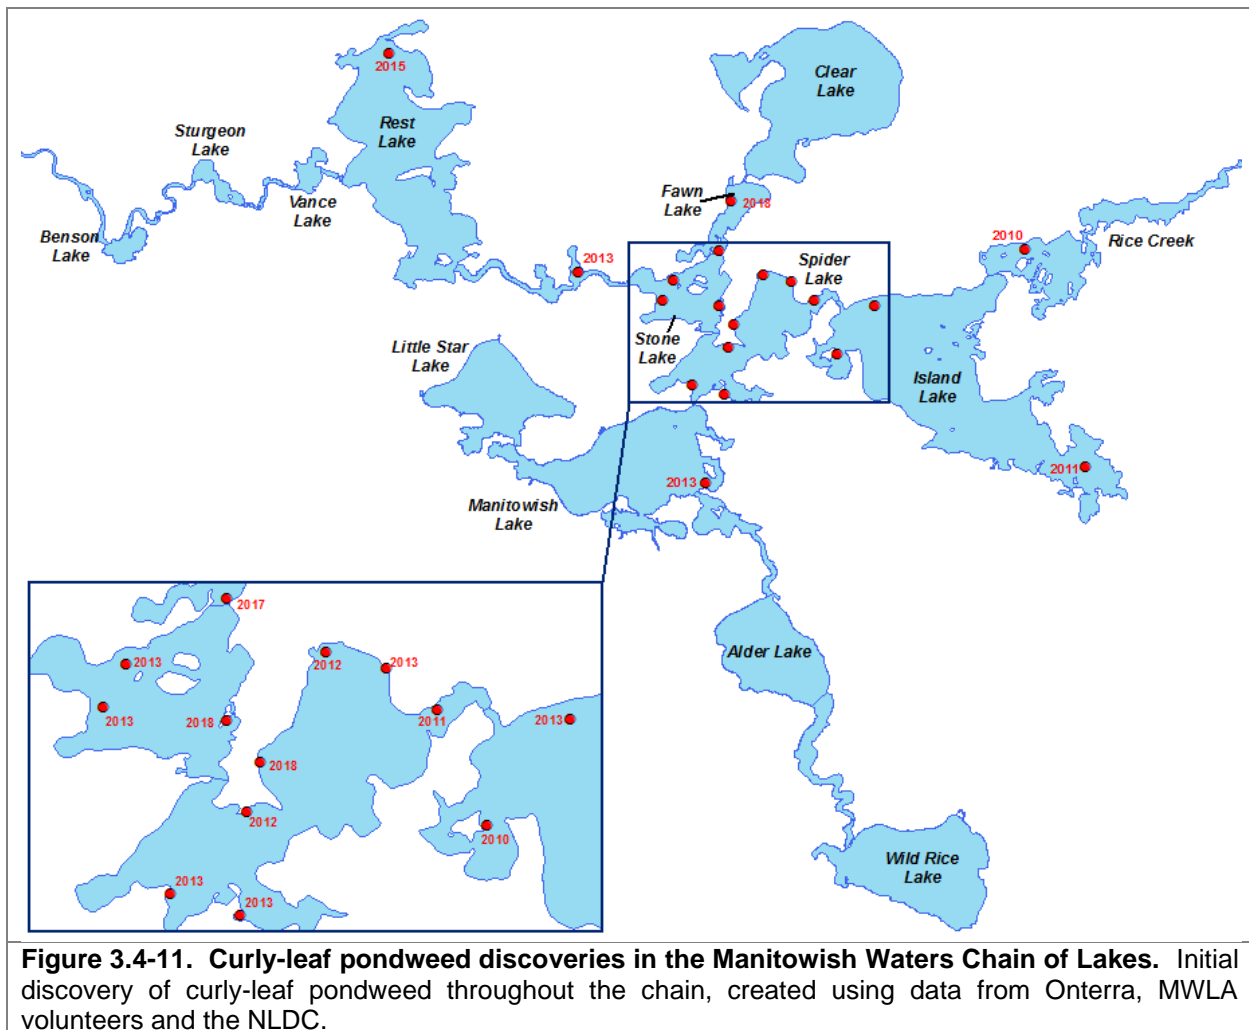 2015
Clear
Lake
Sturgeon
Lake
Rest
Lake
Vance
Lake
Fawn
Lake
2018
Benson
Lake
2013
Spider
Lake
2010
Rice Creek
Stone
Lake
Little Star
Lake
Island
Lake
2011
2013
Manitowish
Lake
2017
2013
2012
2013
2013
2018
2011
2013
2018
2012
2010
2013
2013
Alder Lake
Wild Rice
Lake
Figure 3.4-11. Curly-leaf pondweed discoveries in the Manitowish Waters Chain of Lakes. Initial
discovery of curly-leaf pondweed throughout the chain, created using data from Onterra, MWLA
volunteers and the NLDC.